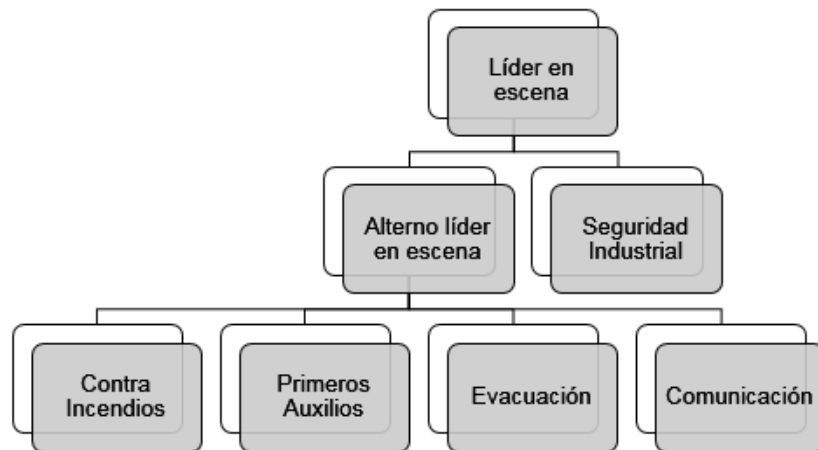 Líder en
escena
Alterno líder
en escena
Seguridad
Industrial
Contra
Incendios
Primeros
Auxilios
Evacuación
Comunicación